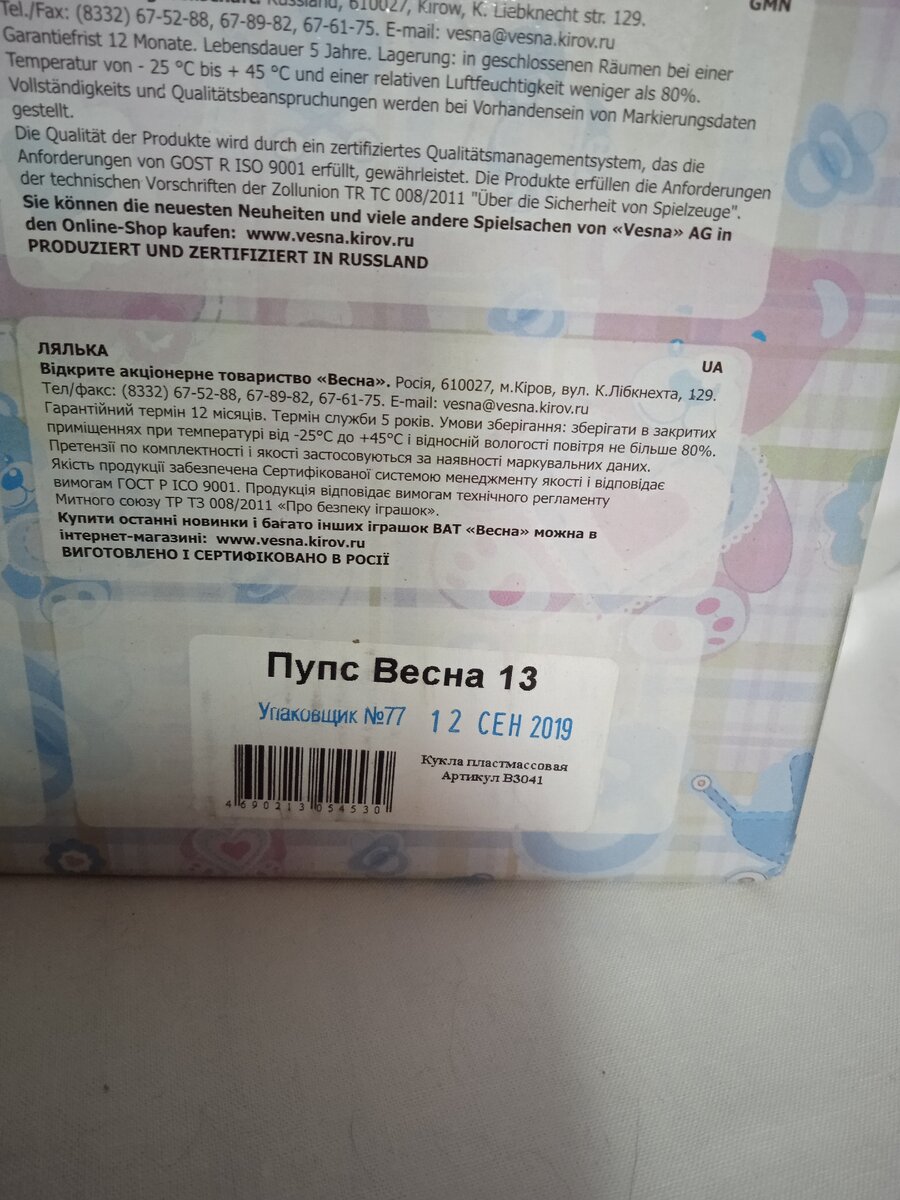 Russland, 610027, Kirow, K. Liebknecht str. 129.
GMN
Tel./Fax: (8332) 67-52-88, 67-89-82, 67-61-75. E-mail: vesna@vesna.kirov.ru
Garantiefrist 12 Monate. Lebensdauer 5 Jahre. Lagerung: in geschlossenen Räumen bei einer
Temperatur von - 25 °C bis + 45 °C und einer relativen Luftfeuchtigkeit weniger als 80%.
Vollständigkeits und Qualitätsbeanspruchungen werden bei Vorhandensein von Markierungsdaten
gestellt.
Die Qualität der Produkte wird durch ein zertifiziertes Qualitätsmanagementsystem, das die
Anforderungen von GOST R ISO 9001 erfüllt, gewährleistet. Die Produkte erfüllen die Anforderungen
der technischen Vorschriften der Zollunion TR TC 008/2011 "Über die Sicherheit von Spielzeuge".
Sie können die neuesten Neuheiten und viele andere Spielsachen von «Vesna» AG in
den Online-Shop kaufen: www.vesna.kirov.ru
PRODUZIERT UND ZERTIFIZIERT IN RUSSLAND
ЛЯЛЬКА
UA
Відкрите акціонерне товариство «Весна». Росія, 610027, м.Кіров, вул. К.Лібкнехта, 129.
Тел/факс: (8332) 67-52-88, 67-89-82, 67-61-75. E-mail: vesna@vesna.kirov.ru
Гарантійний термін 12 місяців. Термін служби 5 років. Умови зберігання: зберігати в закритих
приміщеннях при температурі від -25°С до +45°С і відносній вологості повітря не більше 80%.
Претензії по комплектності і якості застосовуються за наявності маркувальних даних.
Якість продукції забезпечена Сертифікованої системою менеджменту якості і відповідає
вимогам ГОСТ Р ІСО 9001. Продукція відповідає вимогам технічного регламенту
Митного союзу ТР ТЗ 008/2011 «Про безпеку іграшок».
Купити останні новинки і багато інших іграшок ВАТ «Весна» можна в
інтернет-магазині: www.vesna.kirov.ru
ВИГОТОВЛЕНО І СЕРТИФІКОВАНО В РОСІЇ
Пупс Весна 13
Упаковщик №77 12 СЕН 2019
Кукла пластмассовая
Артикул В3041
4 690213 054530